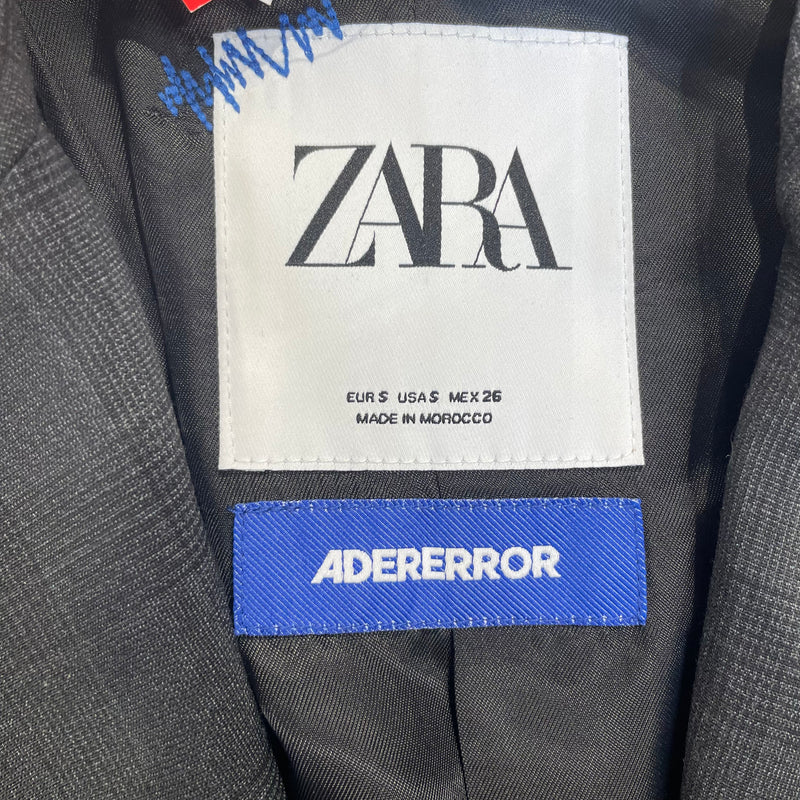 ZARA
EUR S USA S MEX 26
MADE IN MOROCCO
ADERERROR